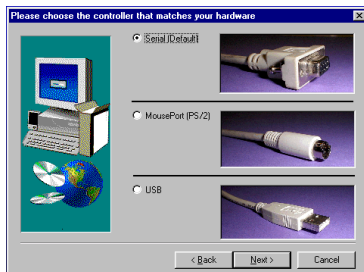 Please choose the controller that matches your hardware
Serial (Default)
MousePort (PS/2)
USB
< Back
Next >
Cancel